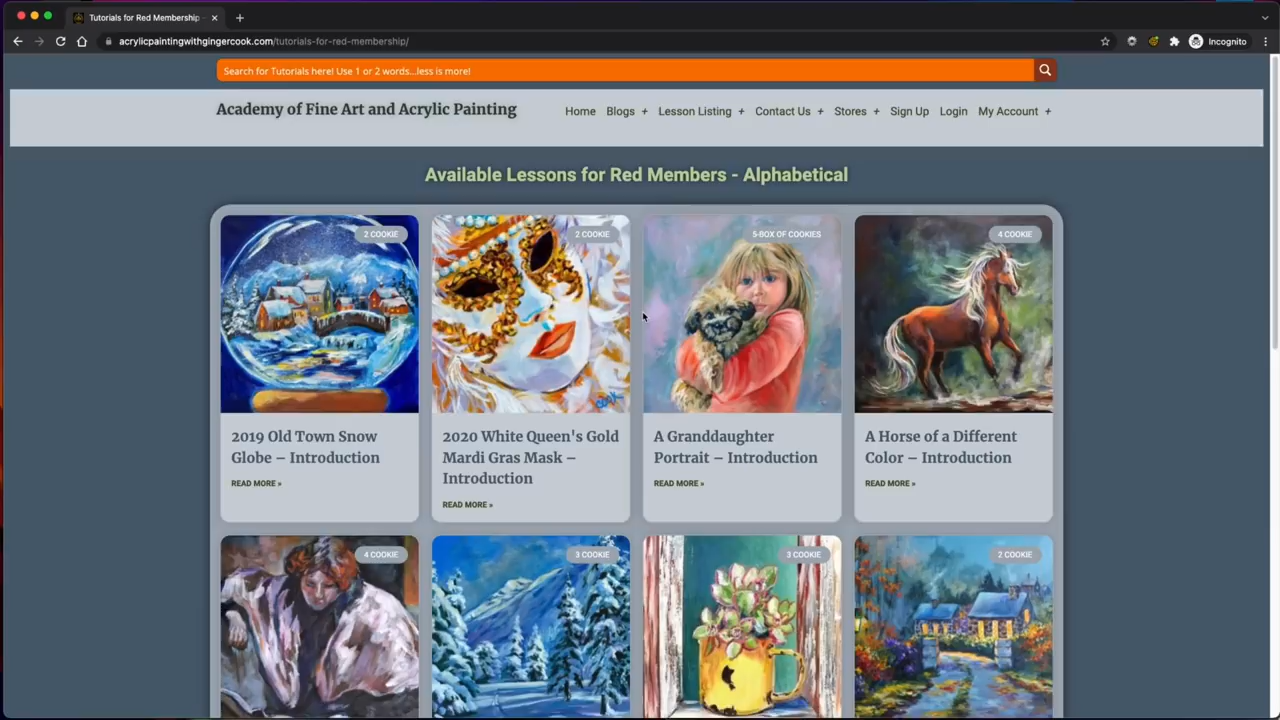 Tutorials for Red Membership -
acrylicpaintingwithgingercook.com/tutorials-for-red-membership/
Incognito
Search for Tutorials here! Use 1 or 2 words...less is more!
Academy of Fine Art and Acrylic Painting
Home Blogs + Lesson Listing + Contact Us + Stores + Sign Up Login My Account +
Available Lessons for Red Members - Alphabetical
2 COOKIE
2 COOKIE
5-BOX OF COOKIES
4 COOKIE
2019 Old Town Snow
Globe – Introduction
READ MORE »
2020 White Queen's Gold
Mardi Gras Mask –
Introduction
READ MORE »
A Granddaughter
Portrait – Introduction
READ MORE »
A Horse of a Different
Color – Introduction
READ MORE »
4 COOKIE
3 COOKIE
3 COOKIE
2 COOKIE